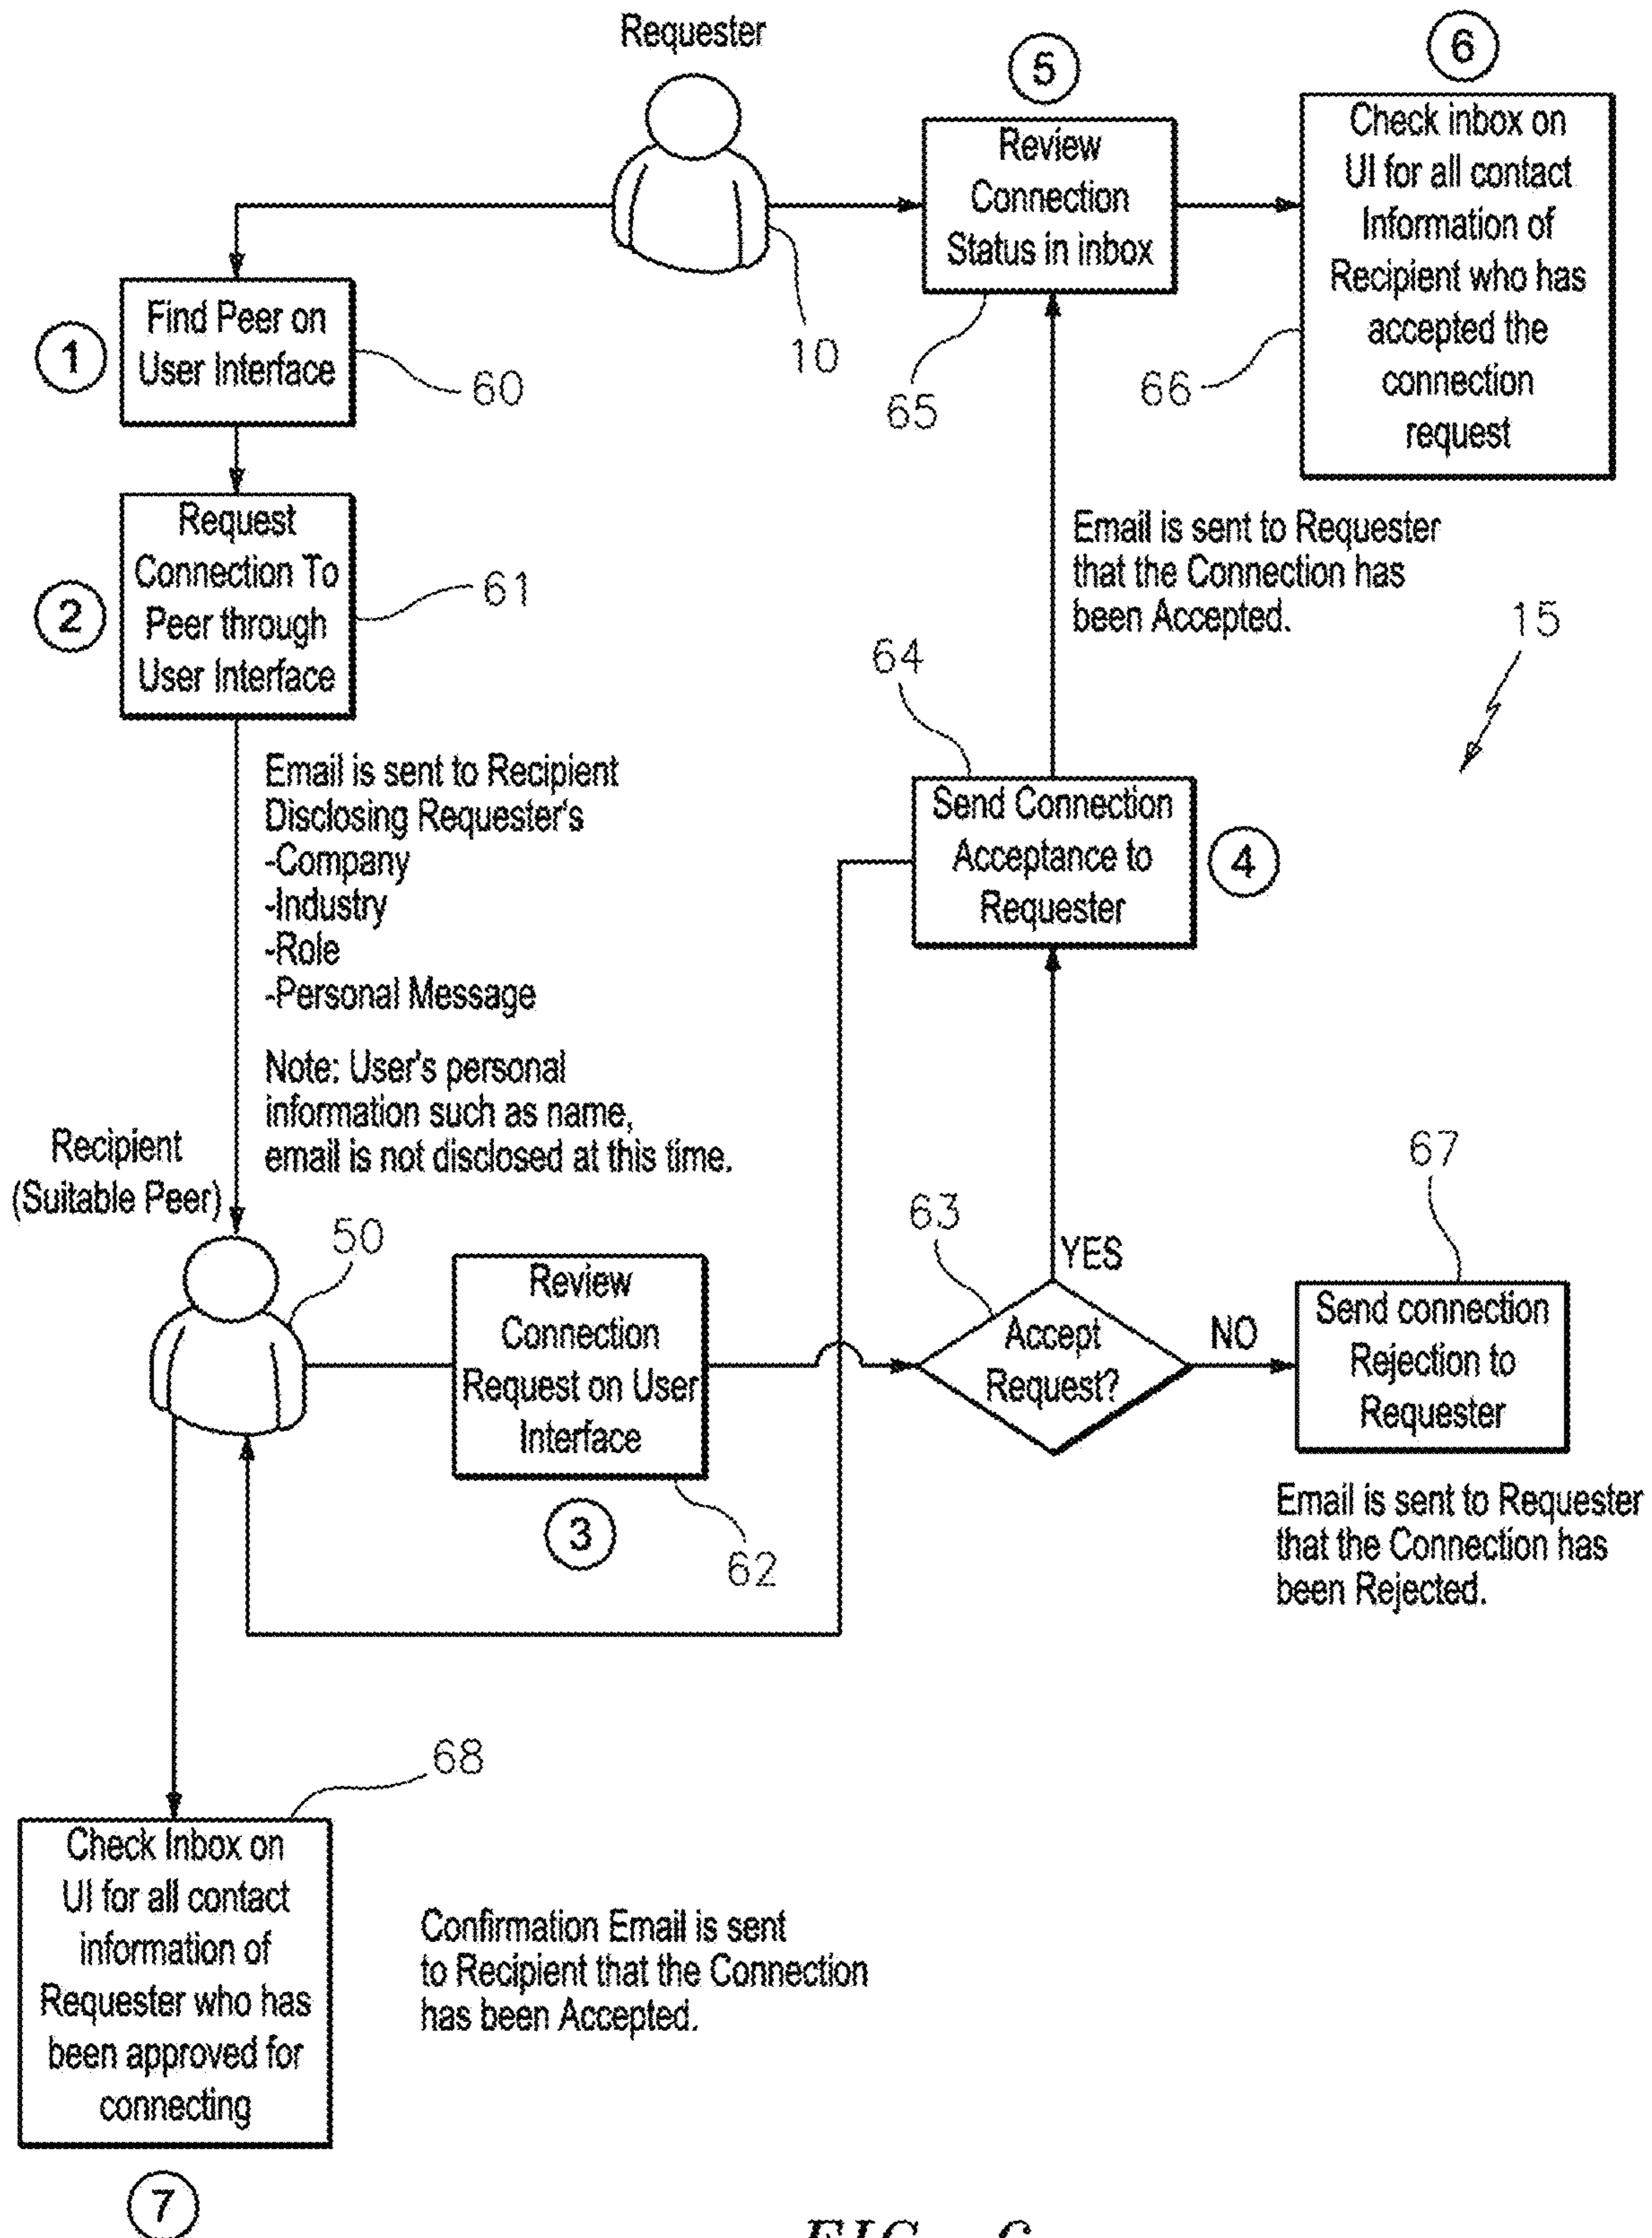 Requester
5
6
Review
Connection
Status in inbox
Check inbox on
UI for all contact
Information of
Recipient who has
accepted the
connection
request
1
Find Peer on
User Interface
60
10
65
66
2
Request
Connection To
Peer through
User Interface
61
Email is sent to Requester
that the Connection has
been Accepted.
15
64
Email is sent to Recipient
Disclosing Requester's
-Company
-Industry
-Role
-Personal Message
Send Connection
Acceptance to
Requester
4
Note: User's personal
information such as name,
email is not disclosed at this time.
Recipient
(Suitable Peer)
50
Review
Connection
Request on User
Interface
3
62
63
YES
Accept
Request?
NO
67
Send connection
Rejection to
Requester
Email is sent to Requester
that the Connection has
been Rejected.
68
Check Inbox on
UI for all contact
information of
Requester who has
been approved for
connecting
7
Confirmation Email is sent
to Recipient that the Connection
has been Accepted.
FIG. 6